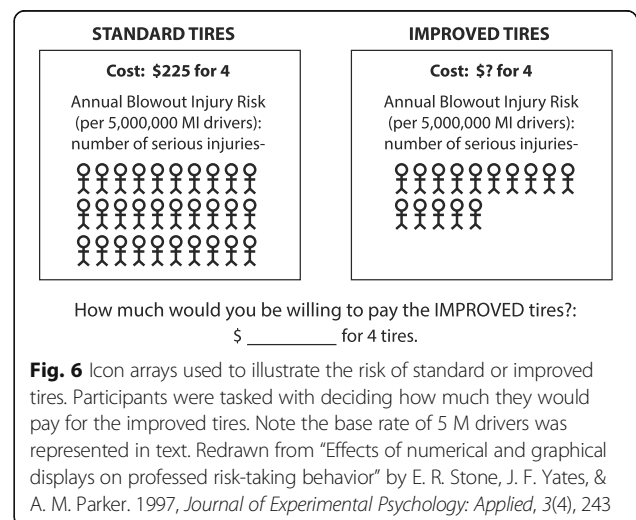 STANDARD TIRES
Cost: $225 for 4
Annual Blowout Injury Risk
(per 5,000,000 MI drivers):
number of serious injuries-
IMPROVED TIRES
Cost: $? for 4
Annual Blowout Injury Risk
(per 5,000,000 MI drivers):
number of serious injuries-
How much would you be willing to pay the IMPROVED tires?:
$ _________ for 4 tires.
Fig. 6 Icon arrays used to illustrate the risk of standard or improved
tires. Participants were tasked with deciding how much they would
pay for the improved tires. Note the base rate of 5 M drivers was
represented in text. Redrawn from “Effects of numerical and graphical
displays on professed risk-taking behavior” by E. R. Stone, J. F. Yates, &
A. M. Parker. 1997, Journal of Experimental Psychology: Applied, 3(4), 243